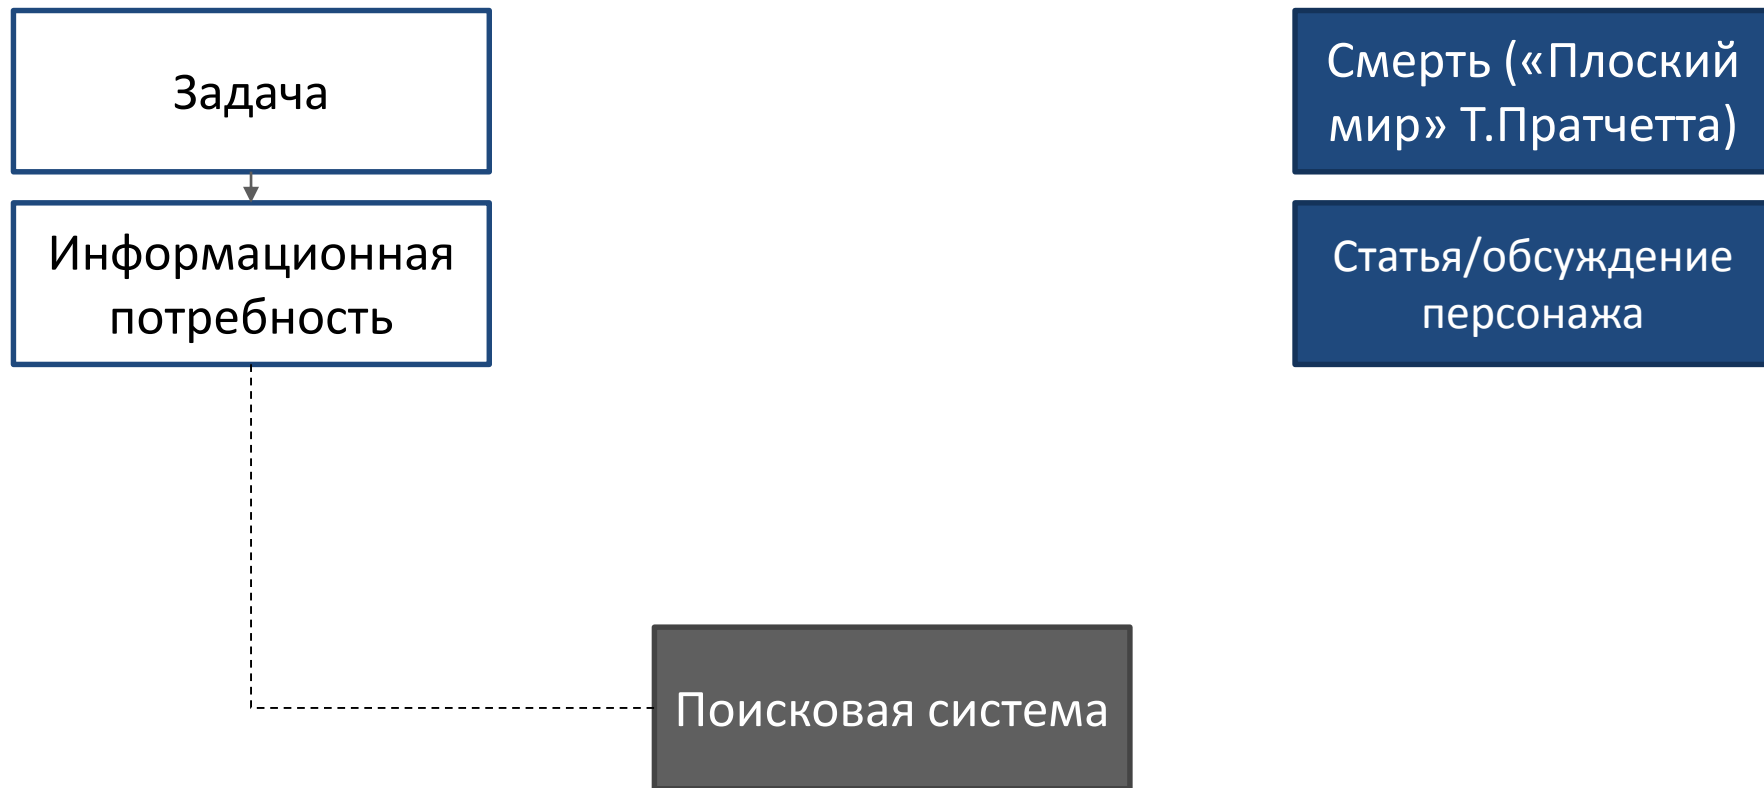 Задача
Смерть («Плоский
мир» Т.Пратчетта)
Информационная
потребность
Статья/обсуждение
персонажа
Поисковая система